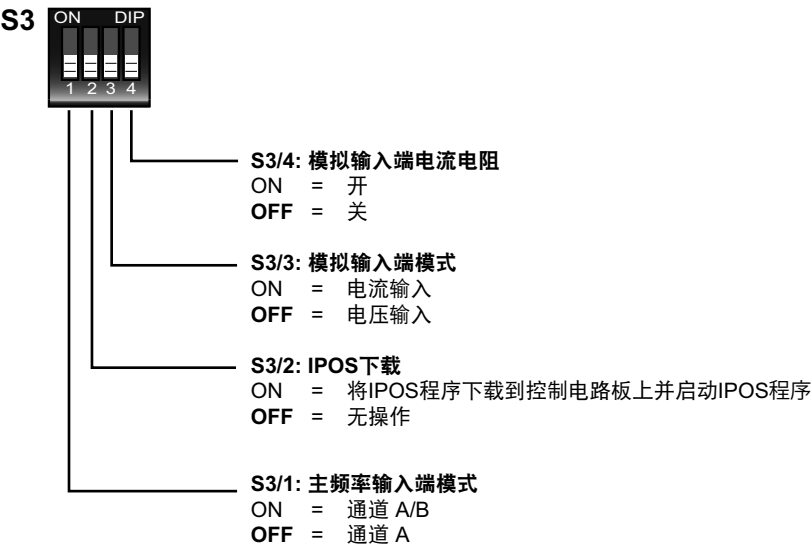 S3
ON DIP
1 2 3 4
S3/4: 模拟输入端电流电阻
ON = 开
OFF = 关
S3/3: 模拟输入端模式
ON = 电流输入
OFF = 电压输入
S3/2: IPOS下载
ON = 将IPOS程序下载到控制电路板上并启动IPOS程序
OFF = 无操作
S3/1: 主频率输入端模式
ON = 通道 A/B
OFF = 通道 A